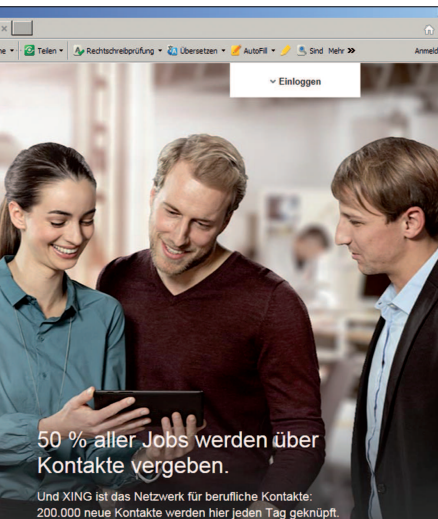 Teilen Rechtschreibprüfung Übersetzen AutoFill Sind Mehr
Einloggen
50 % aller Jobs werden über
Kontakte vergeben.
Und XING ist das Netzwerk für berufliche Kontakte:
200.000 neue Kontakte werden hier jeden Tag geknüpft.